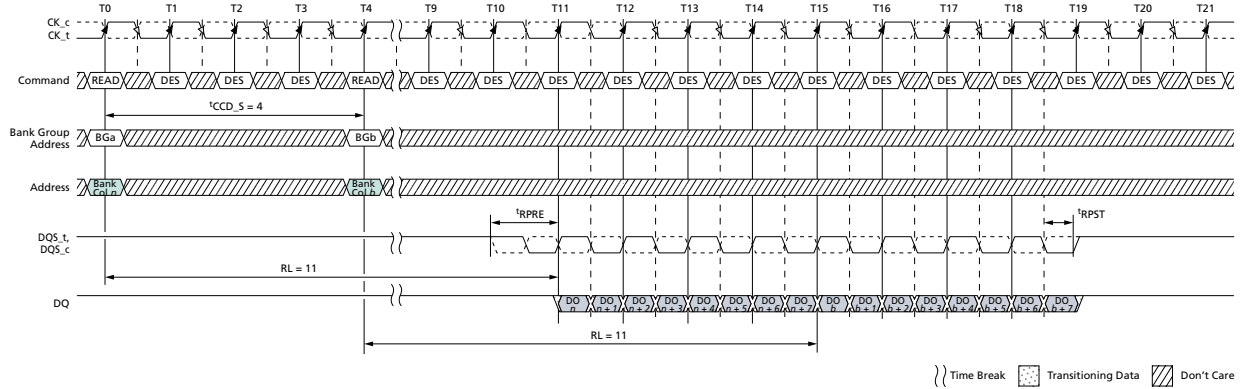 T0 T1 T2 T3 T4 T9 T10 T11 T12 T13 T14 T15 T16 T17 T18 T19 T20 T21
CK_c
CK_t
Command READ DES DES DES READ DES DES DES DES DES DES DES DES DES DES DES DES DES
tCCD_S = 4
Bank Group
Address BGa BGb
Address Bank
Col n Bank
Col b
tRPRE tRPST
DQS_t,
DQS_c
RL = 11
DQ DO
n DO
n + 1 DO
n + 2 DO
n + 3 DO
n + 4 DO
n + 5 DO
n + 6 DO
n + 7 DO
b DO
b + 1 DO
b + 2 DO
b + 3 DO
b + 4 DO
b + 5 DO
b + 6 DO
b + 7
RL = 11
Time Break Transitioning Data Don't Care